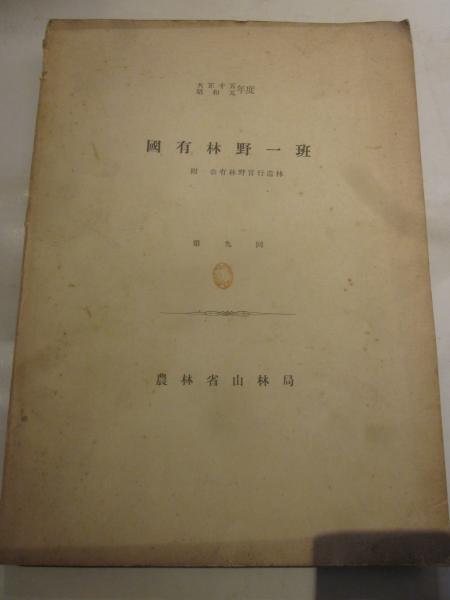 大正十五
昭和元年度
國有林野一班
附 公有林野官行造林
第九回
農林省山林局